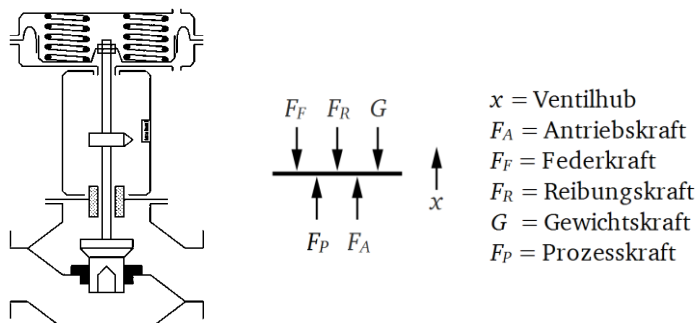 F_F F_R G
x
F_P F_A
x = Ventilhub
F_A = Antriebskraft
F_F = Federkraft
F_R = Reibungskraft
G = Gewichtskraft
F_P = Prozesskraft